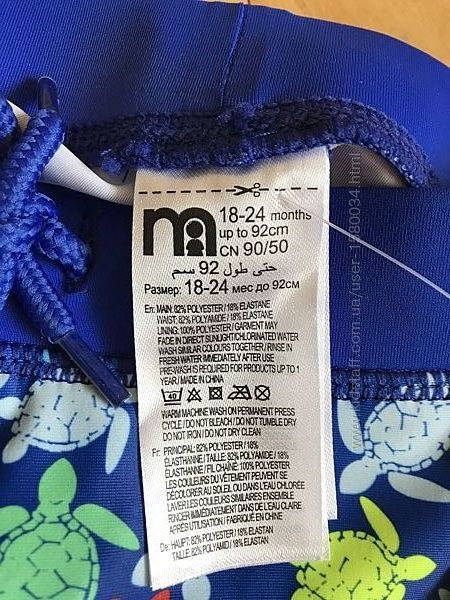 18-24 months
up to 92cm
CN 90/50
حتى طول 92 سم
Размер: 18-24 мес до 92см
En: MAIN: 82% POLYESTER / 18% ELASTANE
WAIST: 82% POLYAMIDE / 18% ELASTANE
LINING: 100% POLYESTER / GARMENT MAY
FADE IN DIRECT SUNLIGHT/CHLORINATED WATER
WASH SIMILAR COLOURS TOGETHER / RINSE IN
FRESH WATER IMMEDIATELY AFTER USE
PRE-WASH IS REQUIRED FOR PRODUCTS UP TO 1
YEAR / MADE IN CHINA
40
WARM MACHINE WASH ON PERMANENT PRESS
CYCLE / DO NOT BLEACH / DO NOT TUMBLE DRY
DO NOT IRON / DO NOT DRY CLEAN
Fr: PRINCIPAL: 82% POLYESTER / 18%
ÉLASTHANNE / TAILLE: 82% POLYAMIDE / 18%
ÉLASTHANNE / FIL CHAÎNE: 100% POLYESTER
LES COULEURS DU VÊTEMENT PEUVENT SE
DÉCOLORER AU SOLEIL OU DANS L'EAU CHLORÉE
LAVER LES COULEURS SIMILAIRES ENSEMBLE
RINCER IMMÉDIATEMENT DANS DE L'EAU CLAIRE
APRÈS UTILISATION / FABRIQUÉ EN CHINE
De: HAUPT: 82% POLYESTER / 18% ELASTAN
TAILLE: 82% POLYAMID / 18% ELASTAN